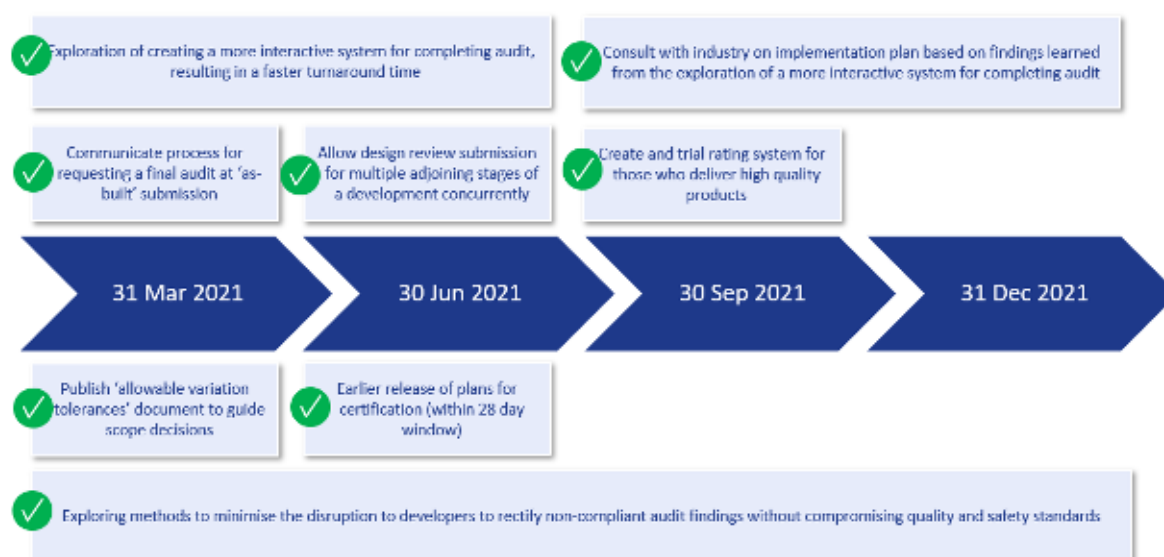 Exploration of creating a more interactive system for completing audit,
resulting in a faster turnaround time
Consult with industry on implementation plan based on findings learned
from the exploration of a more interactive system for completing audit
Communicate process for
requesting a final audit at ‘as-
built’ submission
Allow design review submission
for multiple adjoining stages of
a development concurrently
Create and trial rating system for
those who deliver high quality
products
31 Mar 2021
30 Jun 2021
30 Sep 2021
31 Dec 2021
Publish ‘allowable variation
tolerances’ document to guide
scope decisions
Earlier release of plans for
certification (within 28 day
window)
Exploring methods to minimise the disruption to developers to rectify non-compliant audit findings without compromising quality and safety standards